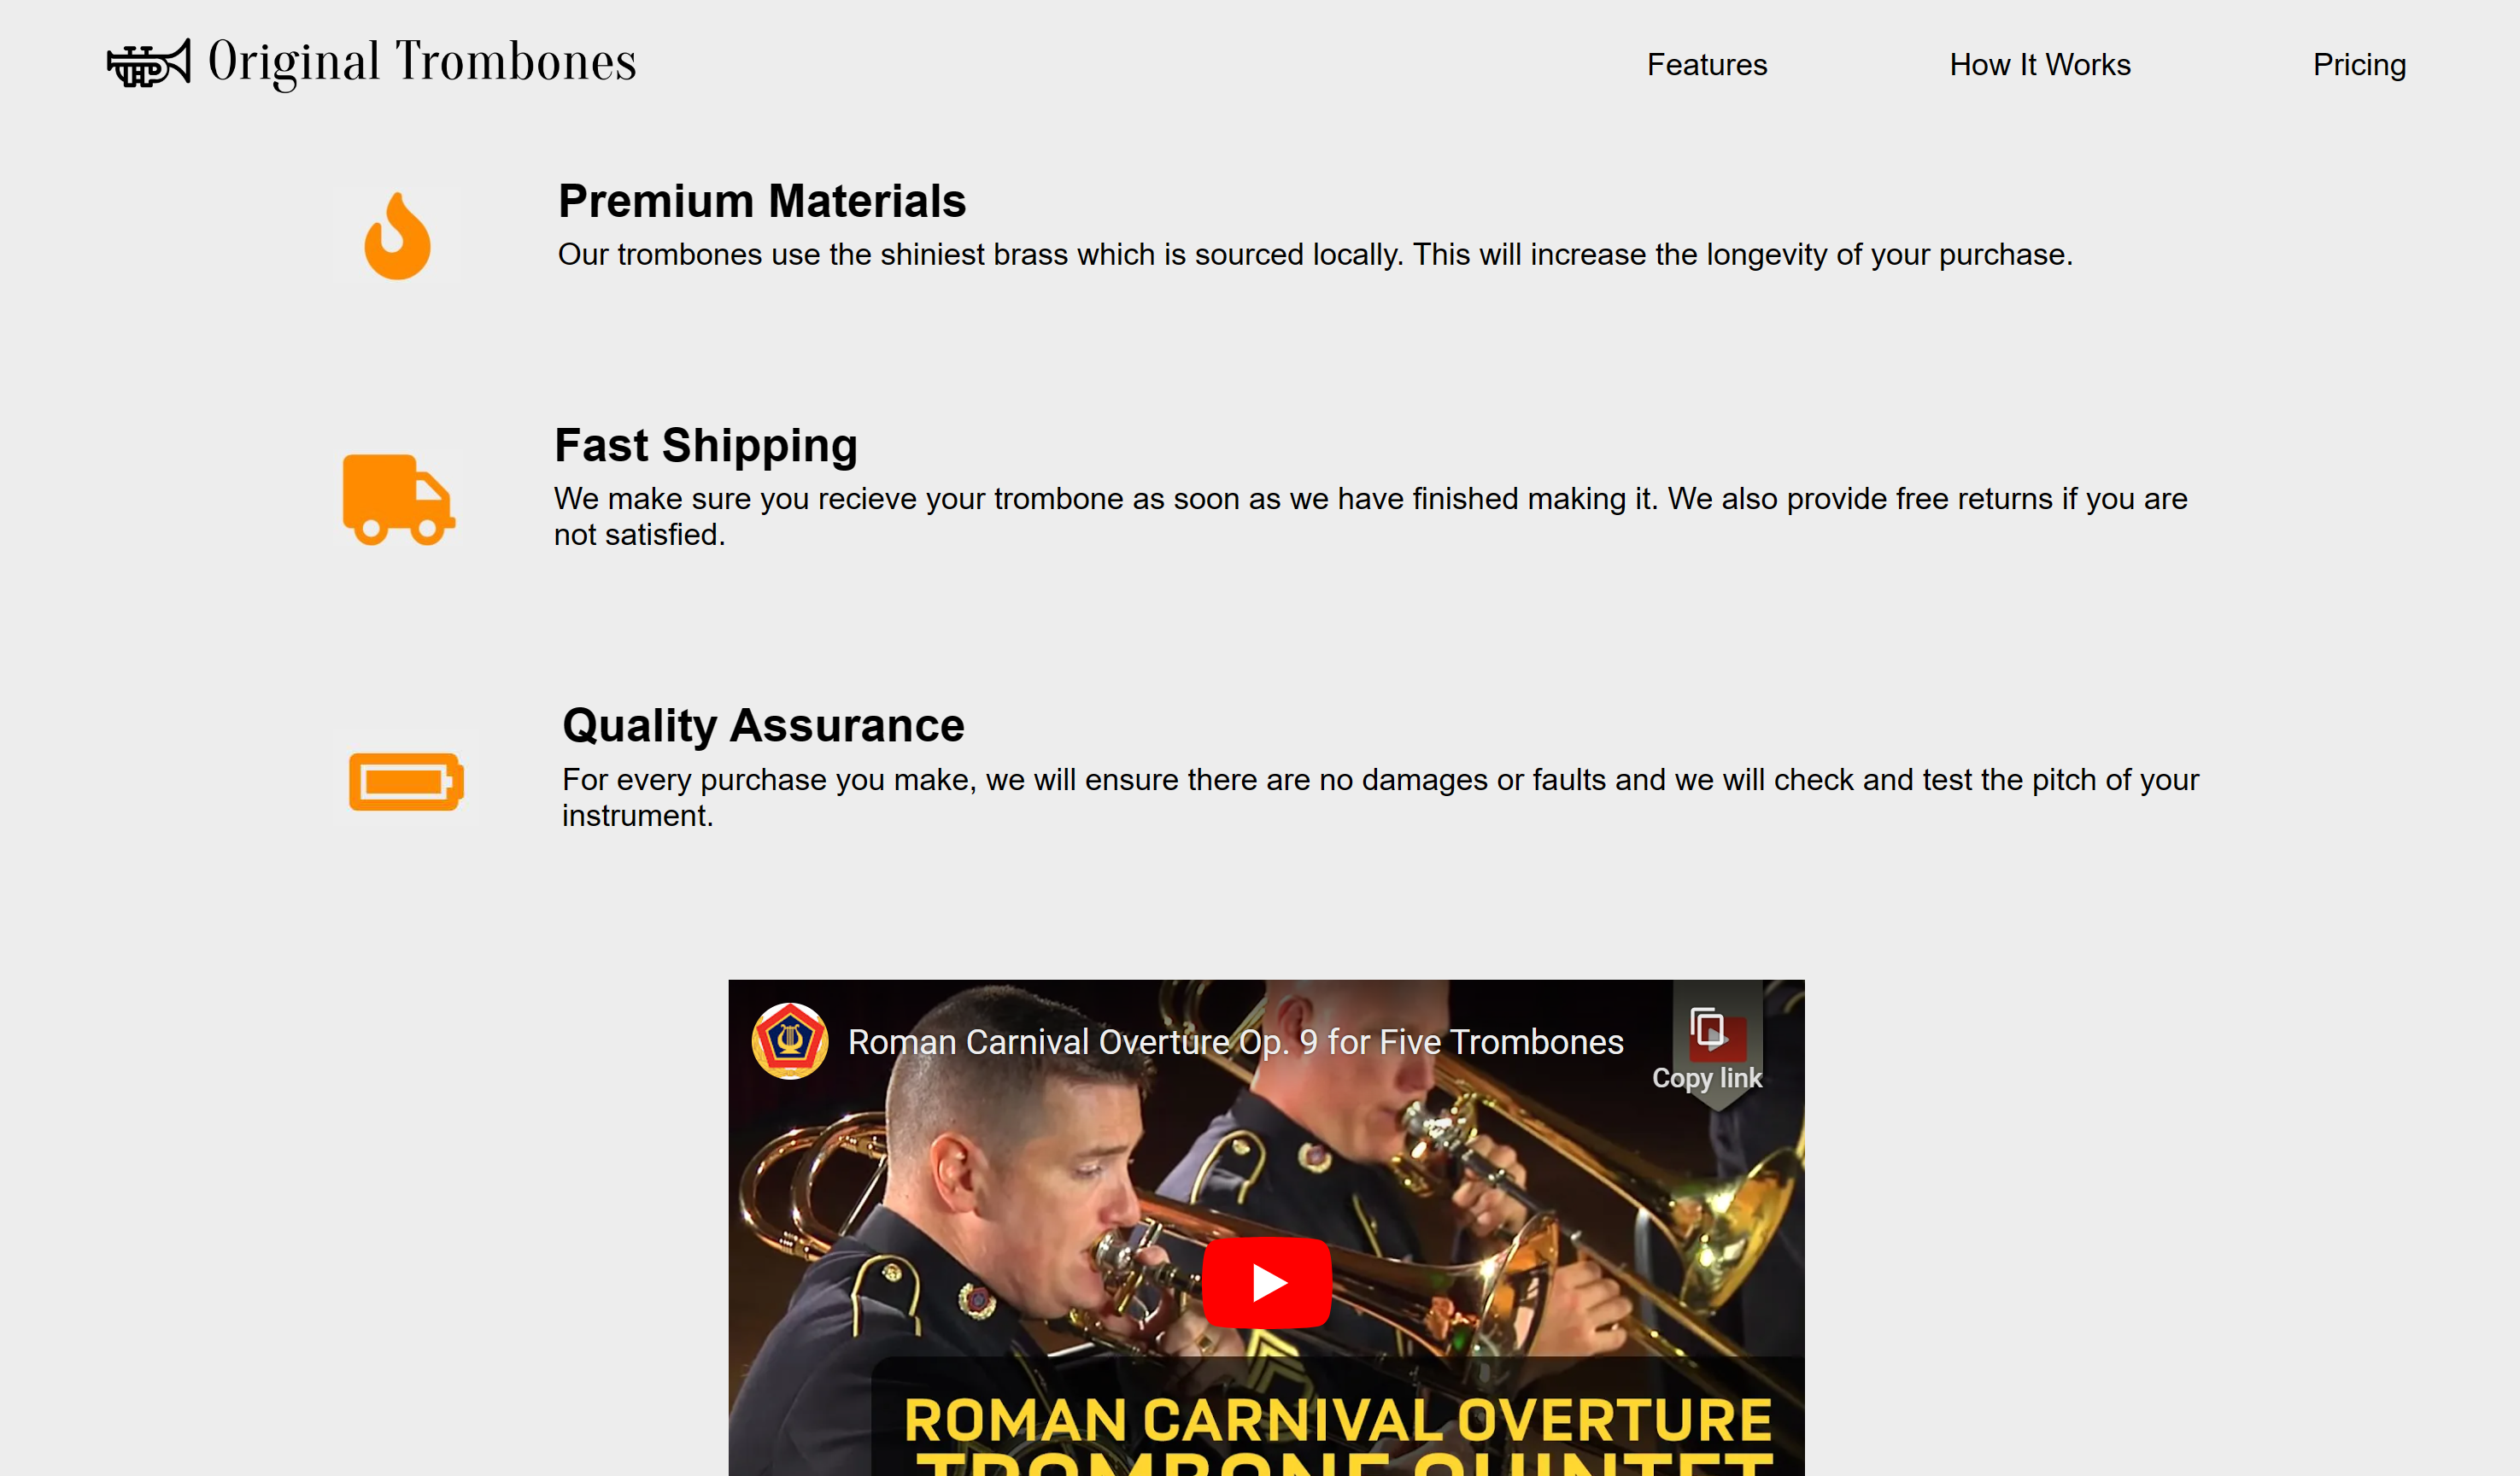 Original Trombones
Features
How It Works
Pricing
Premium Materials
Our trombones use the shiniest brass which is sourced locally. This will increase the longevity of your purchase.
Fast Shipping
We make sure you recieve your trombone as soon as we have finished making it. We also provide free returns if you are
not satisfied.
Quality Assurance
For every purchase you make, we will ensure there are no damages or faults and we will check and test the pitch of your
instrument.
Roman Carnival Overture Op. 9 for Five Trombones
Copy link
ROMAN CARNIVAL OVERTURE
TROMBONE QUINTET